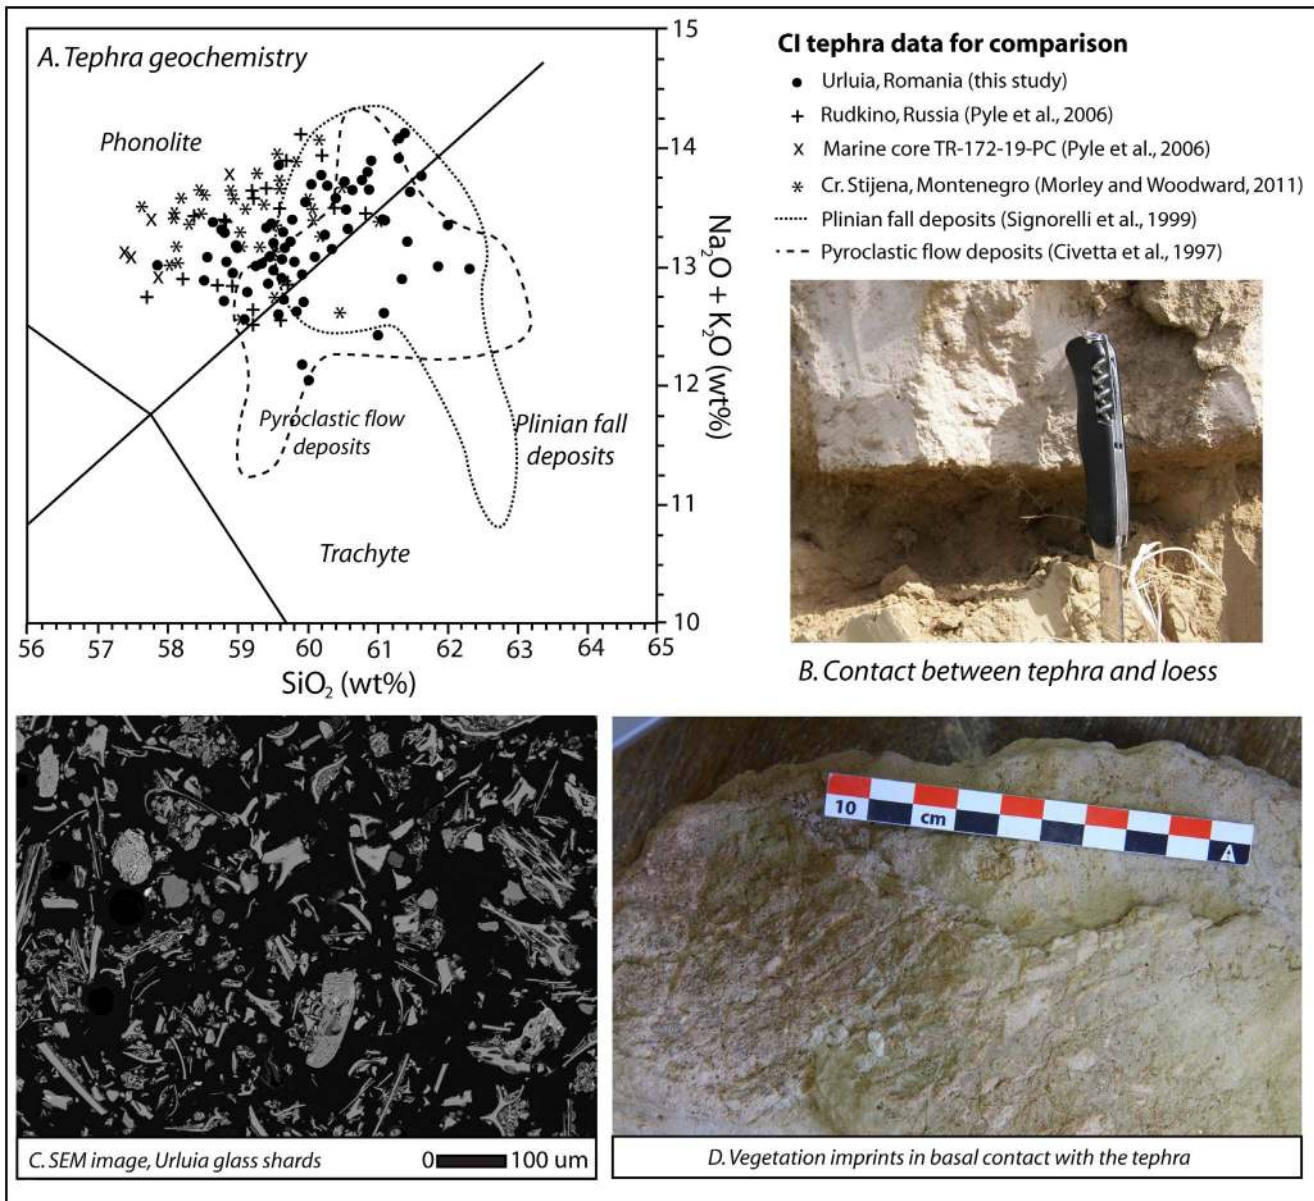 A. Tephra geochemistry
Phonolite
Pyroclastic flow
deposits
Plinian fall
deposits
Trachyte
15
14
13
12
11
10
Na₂O + K₂O (wt%)
56 57 58 59 60 61 62 63 64 65
SiO₂ (wt%)
CI tephra data for comparison
Urluia, Romania (this study)
+ Rudkino, Russia (Pyle et al., 2006)
x Marine core TR-172-19-PC (Pyle et al., 2006)
* Cr. Stijena, Montenegro (Morley and Woodward, 2011)
Plinian fall deposits (Signorelli et al., 1999)
Pyroclastic flow deposits (Civetta et al., 1997)
B. Contact between tephra and loess
C. SEM image, Urluia glass shards 0 100 um
10 cm
A
D. Vegetation imprints in basal contact with the tephra